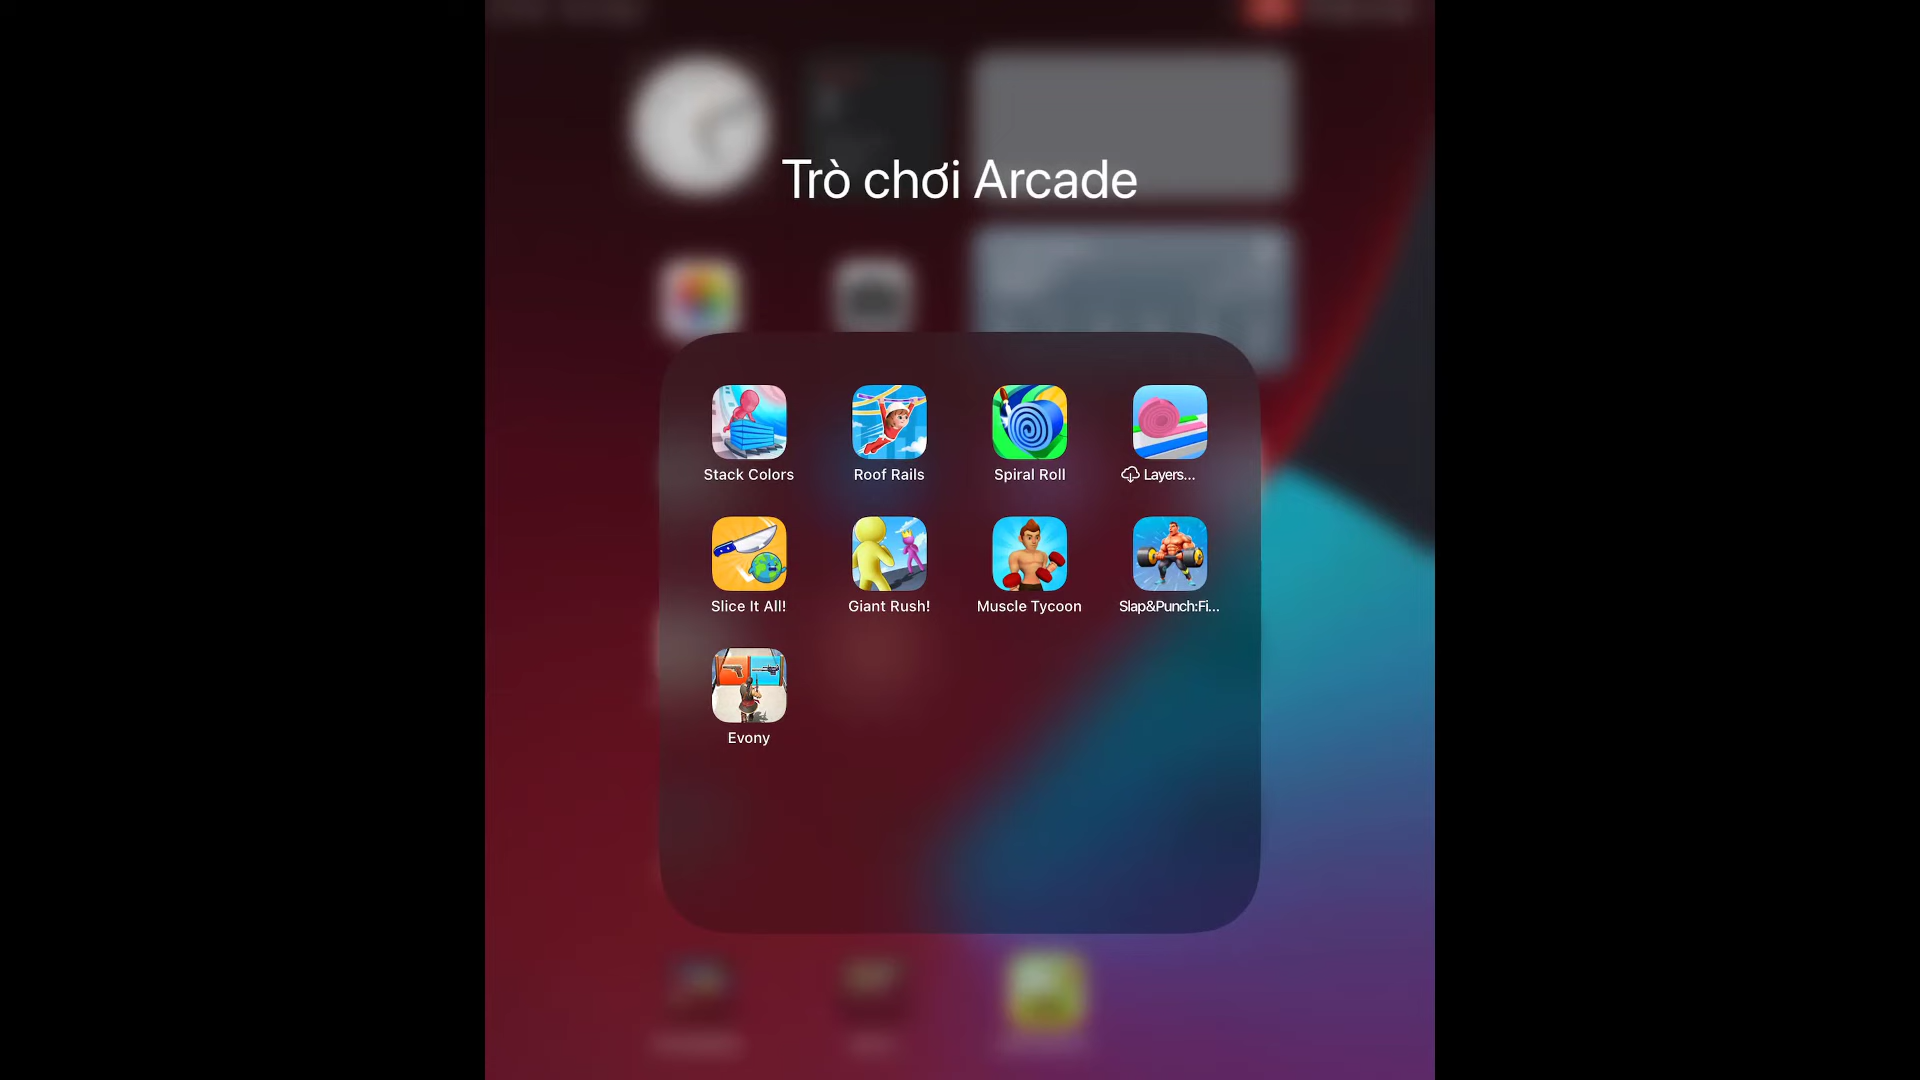 Trò chơi Arcade
Stack Colors
Roof Rails
Spiral Roll
Layers...
Slice It All!
Giant Rush!
Muscle Tycoon
Slap&Punch:Fi...
Evony